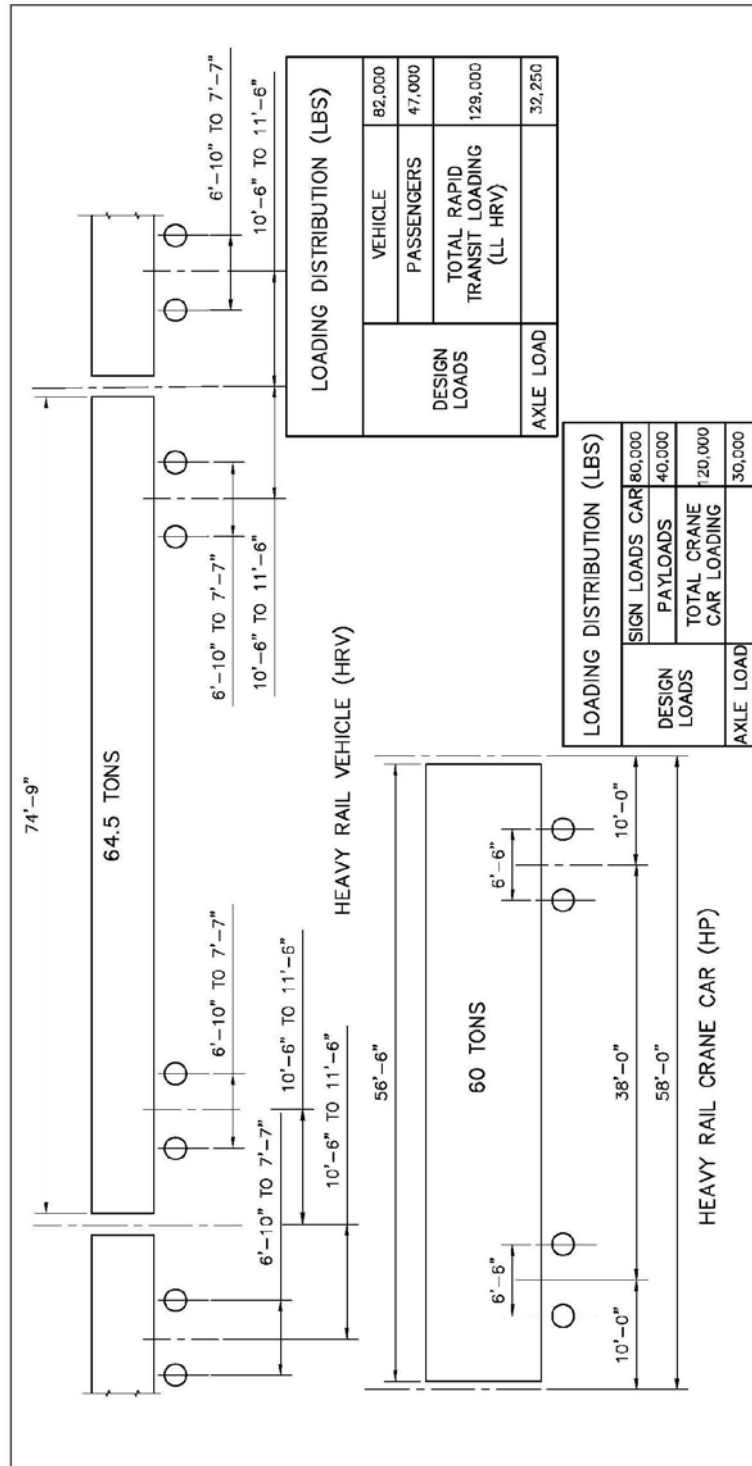 74'-9"
64.5 TONS
6'-10" TO 7'-7"
10'-6" TO 11'-6"
10'-6" TO 11'-6"
6'-10" TO 7'-7"
6'-10" TO 7'-7"
10'-6" TO 11'-6"
6'-10" TO 7'-7"
10'-6" TO 11'-6"
HEAVY RAIL VEHICLE (HRV)
LOADING DISTRIBUTION (LBS)
DESIGN LOADS
VEHICLE
82,000
PASSENGERS
47,000
TOTAL RAPID
TRANSIT LOADING
(LL HRV)
129,000
AXLE LOAD
32,250
56'-6"
60 TONS
6'-6"
6'-6"
10'-0"
38'-0"
10'-0"
58'-0"
HEAVY RAIL CRANE CAR (HP)
LOADING DISTRIBUTION (LBS)
DESIGN LOADS
SIGN LOADS CAR
80,000
PAYLOADS
40,000
TOTAL CRANE
CAR LOADING
120,000
AXLE LOAD
30,000